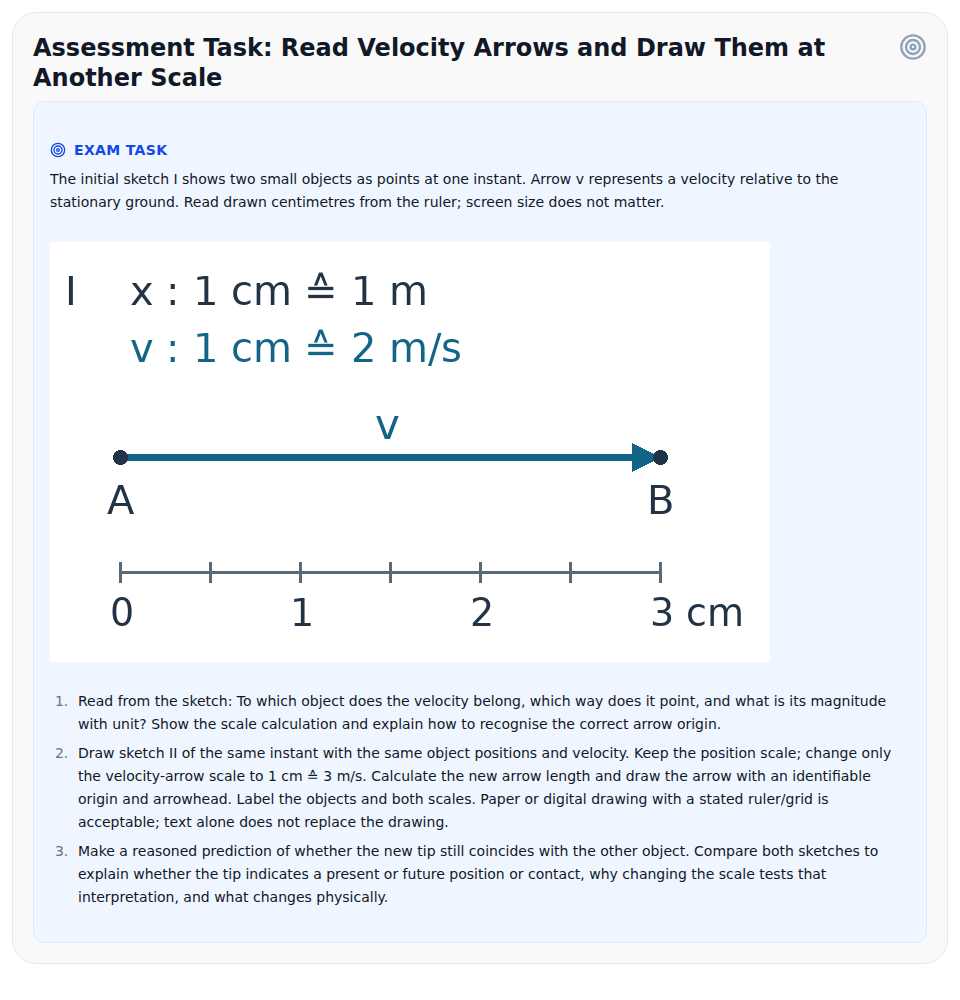 Assessment Task: Read Velocity Arrows and Draw Them at
Another Scale
EXAM TASK
The initial sketch I shows two small objects as points at one instant. Arrow v represents a velocity relative to the
stationary ground. Read drawn centimetres from the ruler; screen size does not matter.
I x : 1 cm ≙ 1 m
v : 1 cm ≙ 2 m/s
v
A B
0 1 2 3 cm
1. Read from the sketch: To which object does the velocity belong, which way does it point, and what is its magnitude
with unit? Show the scale calculation and explain how to recognise the correct arrow origin.
2. Draw sketch II of the same instant with the same object positions and velocity. Keep the position scale; change only
the velocity-arrow scale to 1 cm ≙ 3 m/s. Calculate the new arrow length and draw the arrow with an identifiable
origin and arrowhead. Label the objects and both scales. Paper or digital drawing with a stated ruler/grid is
acceptable; text alone does not replace the drawing.
3. Make a reasoned prediction of whether the new tip still coincides with the other object. Compare both sketches to
explain whether the tip indicates a present or future position or contact, why changing the scale tests that
interpretation, and what changes physically.